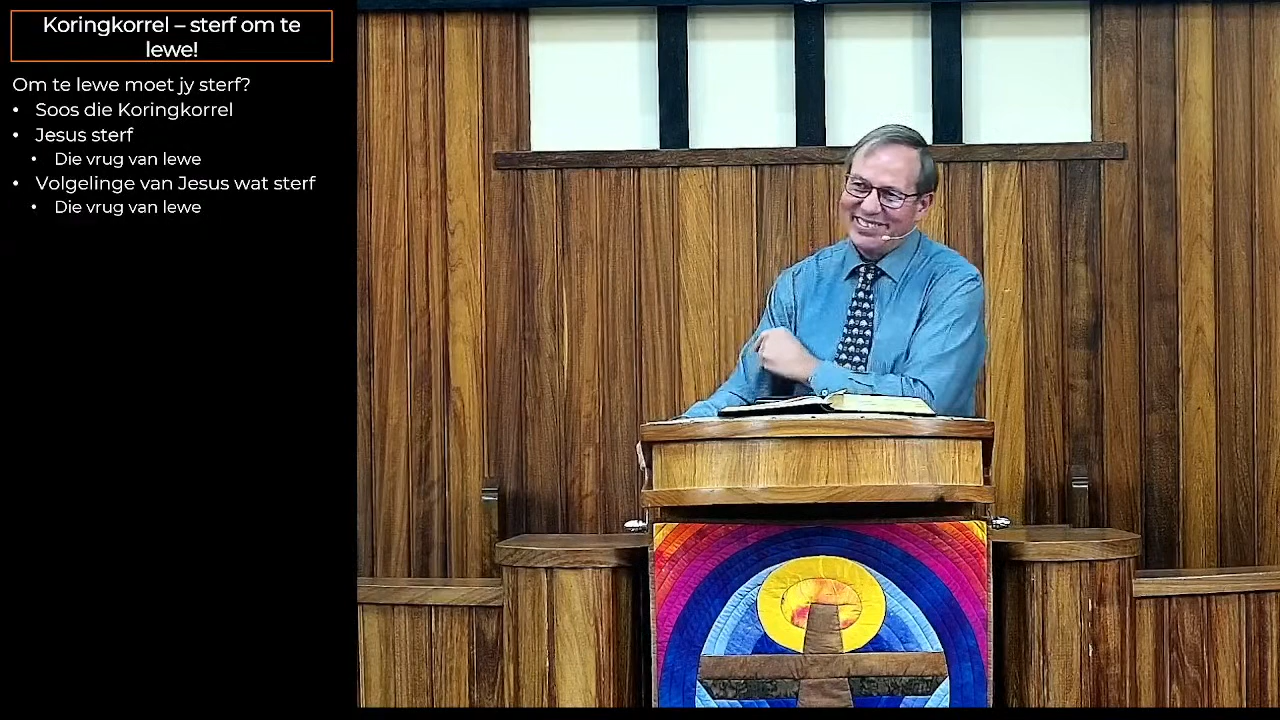 Koringkorrel – sterf om te
lewe!
Om te lewe moet jy sterf?
• Soos die Koringkorrel
• Jesus sterf
• Die vrug van lewe
• Volgelinge van Jesus wat sterf
• Die vrug van lewe